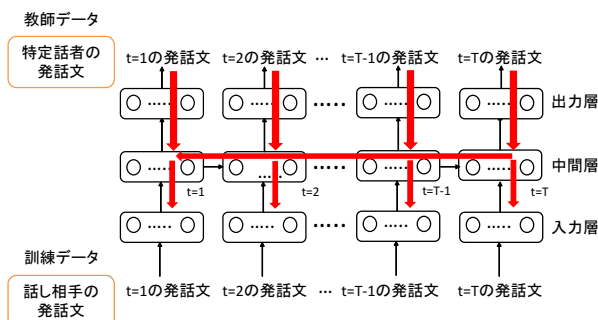 教師データ
特定話者の
発話文
t=1の発話文 t=2の発話文 … t=T-1の発話文 t=Tの発話文
..... ..... ..... ..... ..... 出力層
..... ..... ..... ..... ..... 中間層
t=1 t=2 t=T-1 t=T
..... ..... ..... ..... ..... 入力層
訓練データ
話し相手の
発話文
t=1の発話文 t=2の発話文 … t=T-1の発話文 t=Tの発話文